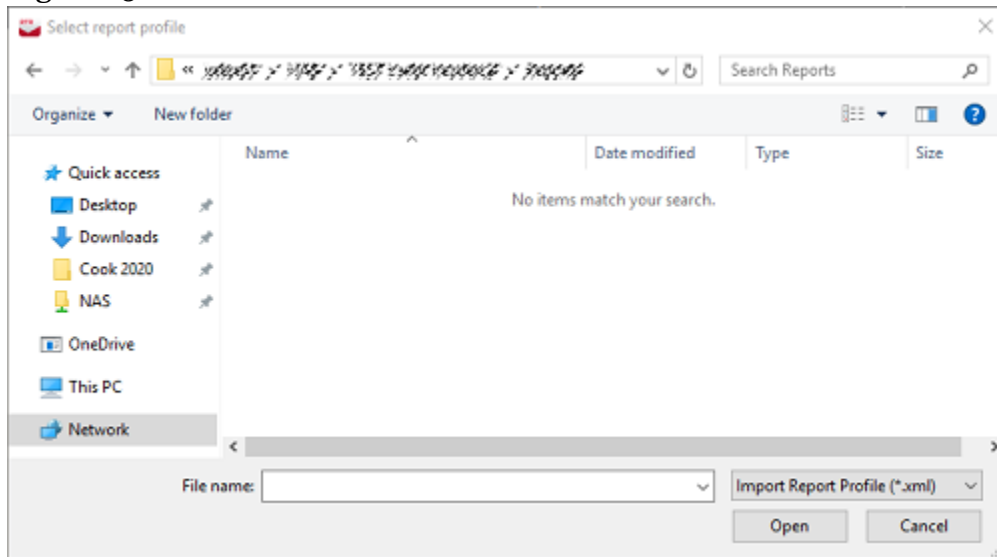 Select report profile
Search Reports
Organize New folder
Name Date modified Type Size
No items match your search.
Quick access
Desktop
Downloads
Cook 2020
NAS
OneDrive
This PC
Network
File name: Import Report Profile (*.xml)
Open Cancel